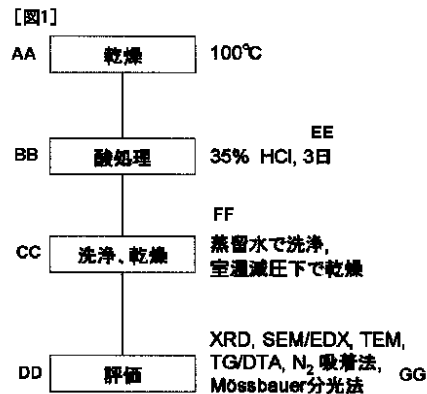 [図1]
AA 乾燥 100℃
EE
BB 酸処理 35% HCl, 3日
FF
CC 洗浄、乾燥 蒸留水で洗浄,
室温減圧下で乾燥
XRD, SEM/EDX, TEM,
DD 評価 TG/DTA, N₂ 吸着法, GG
Mössbauer分光法